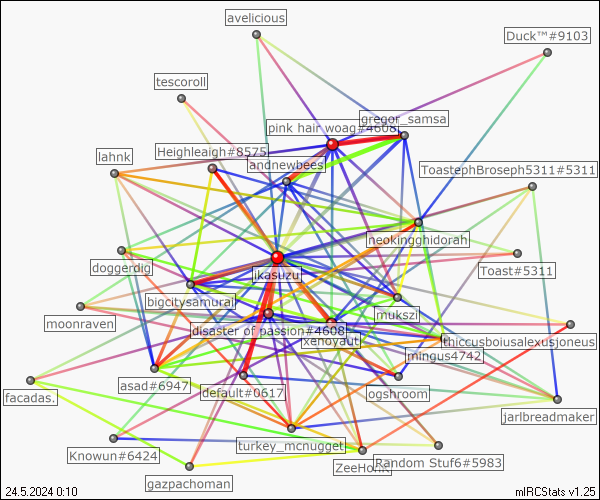 avelicious
Duck™#9103
tescoroll
gregor_samsa
pink hair woag#4608
Heighleaigh#8575
lahnk
andnewbees
ToastephBroseph5311#5311
neokingghidorah
doggerdig
ikasuzu
Toast#5311
bigcitysamurai
mukszi
moonraven
disaster of passion#4608
xenoyaut
thiccusboiusalexusjoneus
mingus4742
asad#6947
default#0617
ogshroom
facadas.
jarlbreadmaker
turkey_mcnugget
Knowun#6424
ZeeHonk
Random Stuf6#5983
gazpachoman
24.5.2024 0:10
mIRCStats v1.25